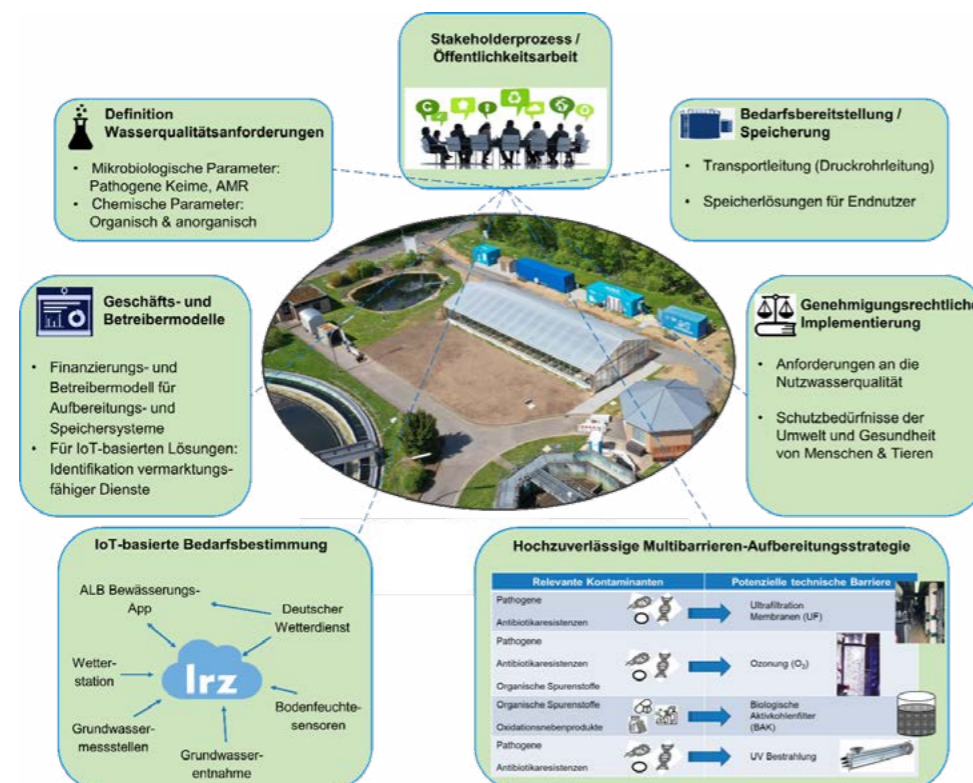 Stakeholderprozess /
Öffentlichkeitsarbeit
Definition
Wasserqualitätsanforderungen
• Mikrobiologische Parameter:
Pathogene Keime, AMR
• Chemische Parameter:
Organisch & anorganisch
Bedarfsbereitstellung /
Speicherung
• Transportleitung (Druckrohrleitung)
• Speicherlösungen für Endnutzer
Geschäfts- und
Betreibermodelle
• Finanzierungs- und
Betreibermodell für
Aufbereitungs- und
Speichersysteme
• Für IoT-basierten Lösungen:
Identifikation vermarktungs-
fähiger Dienste
Genehmigungsrechtliche
Implementierung
• Anforderungen an die
Nutzwasserqualität
• Schutzbedürfnisse der
Umwelt und Gesundheit
von Menschen & Tieren
IoT-basierte Bedarfsbestimmung
ALB Bewässerungs-
App
Deutscher
Wetterdienst
Wetter-
station
lrz
Bodenfeuchte-
sensoren
Grundwasser-
messstellen
Grundwasser-
entnahme
Hochzuverlässige Multibarrieren-Aufbereitungsstrategie
Relevante Kontaminanten Potenzielle technische Barriere
Pathogene
Antibiotikaresistenzen
Ultrafiltration
Membranen (UF)
Pathogene
Antibiotikaresistenzen
Organische Spurenstoffe
Ozonung (O₃)
Organische Spurenstoffe
Oxidationsnebenprodukte
Biologische
Aktivkohlenfilter
(BAK)
Pathogene
Antibiotikaresistenzen
UV Bestrahlung